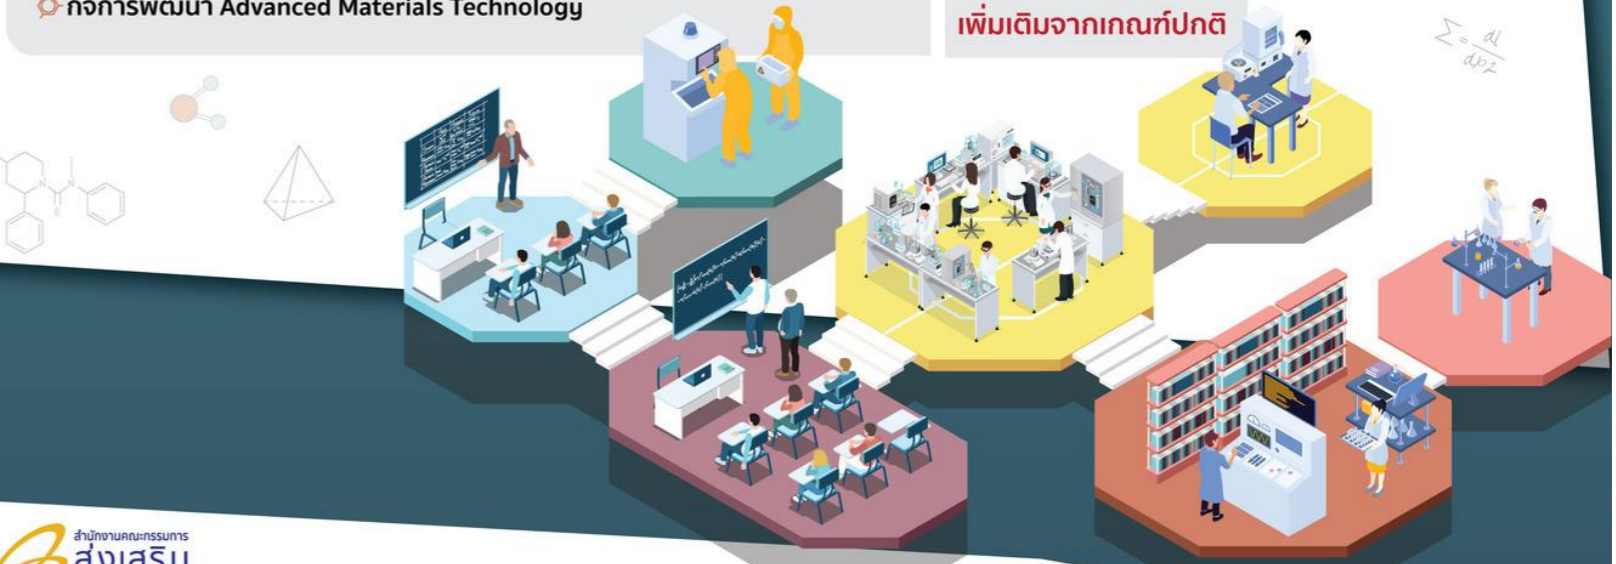 กิจการพัฒนา Advanced Materials Technology
เพิ่มเติมจากเกณฑ์ปกติ
สำนักงานคณะกรรมการ
ส่งเสริม